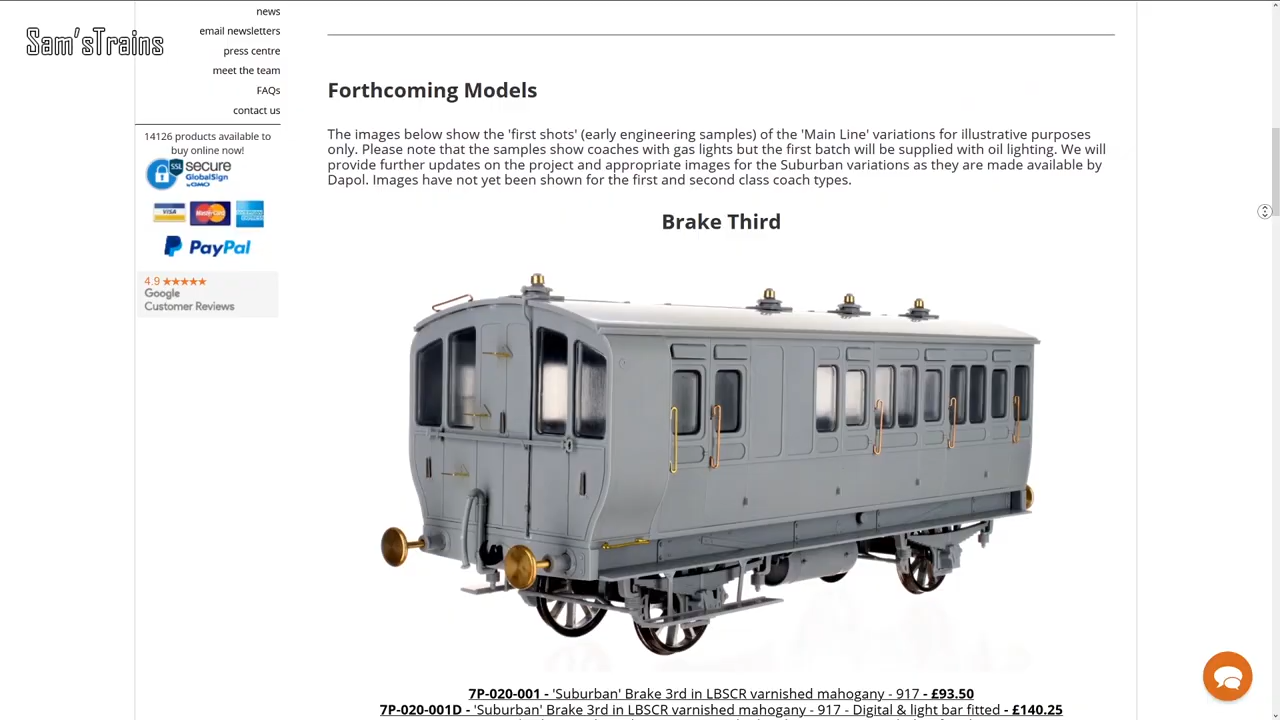 Sam'sTrains
news
email newsletters
press centre
meet the team
FAQs
contact us
14126 products available to
buy online now!
SSL
secure
GlobalSign
by GMO
VISA
MasterCard
AMERICAN EXPRESS
PayPal
4.9 ★★★★★
Google
Customer Reviews
Forthcoming Models
The images below show the 'first shots' (early engineering samples) of the 'Main Line' variations for illustrative purposes
only. Please note that the samples show coaches with gas lights but the first batch will be supplied with oil lighting. We will
provide further updates on the project and appropriate images for the Suburban variations as they are made available by
Dapol. Images have not yet been shown for the first and second class coach types.
Brake Third
7P-020-001 - 'Suburban' Brake 3rd in LBSCR varnished mahogany - 917 - £93.50
7P-020-001D - 'Suburban' Brake 3rd in LBSCR varnished mahogany - 917 - Digital & light bar fitted - £140.25